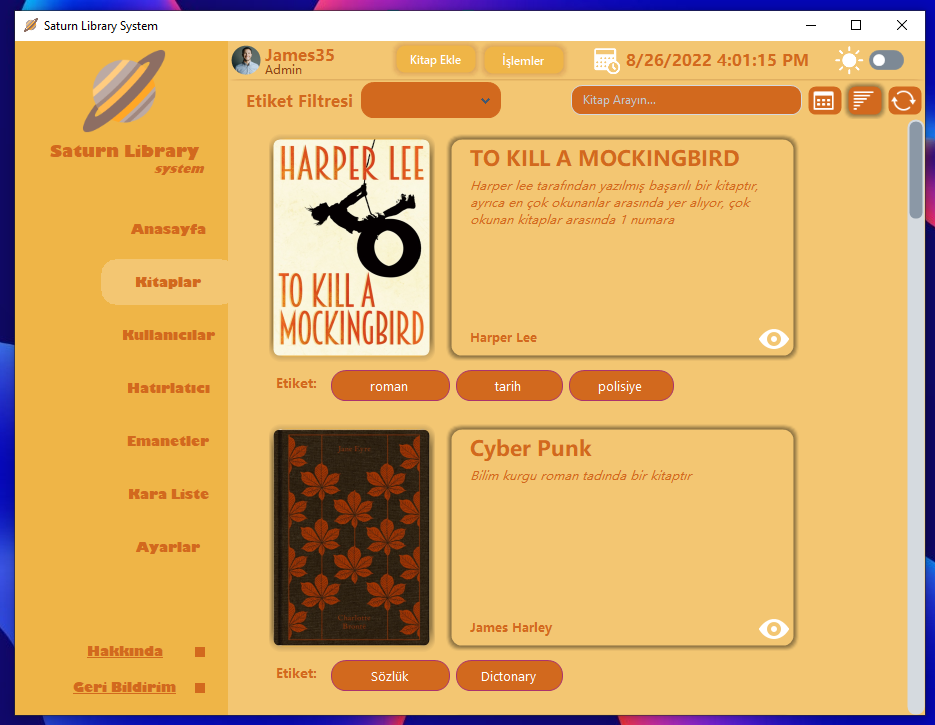 Saturn Library System
Saturn Library
system
Anasayfa
Kitaplar
Kullanıcılar
Hatırlatıcı
Emanetler
Kara Liste
Ayarlar
Hakkında
Geri Bildirim
James35
Admin
Kitap Ekle
İşlemler
8/26/2022 4:01:15 PM
Etiket Filtresi
Kitap Arayın...
HARPER LEE
TO KILL A
MOCKINGBIRD
TO KILL A MOCKINGBIRD
Harper lee tarafından yazılmış başarılı bir kitaptır,
ayrıca en çok okunanlar arasında yer alıyor, çok
okunan kitaplar arasında 1 numara
Harper Lee
Etiket:
roman
tarih
polisiye
Jane Eyre
Charlotte
Brontë
Cyber Punk
Bilim kurgu roman tadında bir kitaptır
James Harley
Etiket:
Sözlük
Dictonary